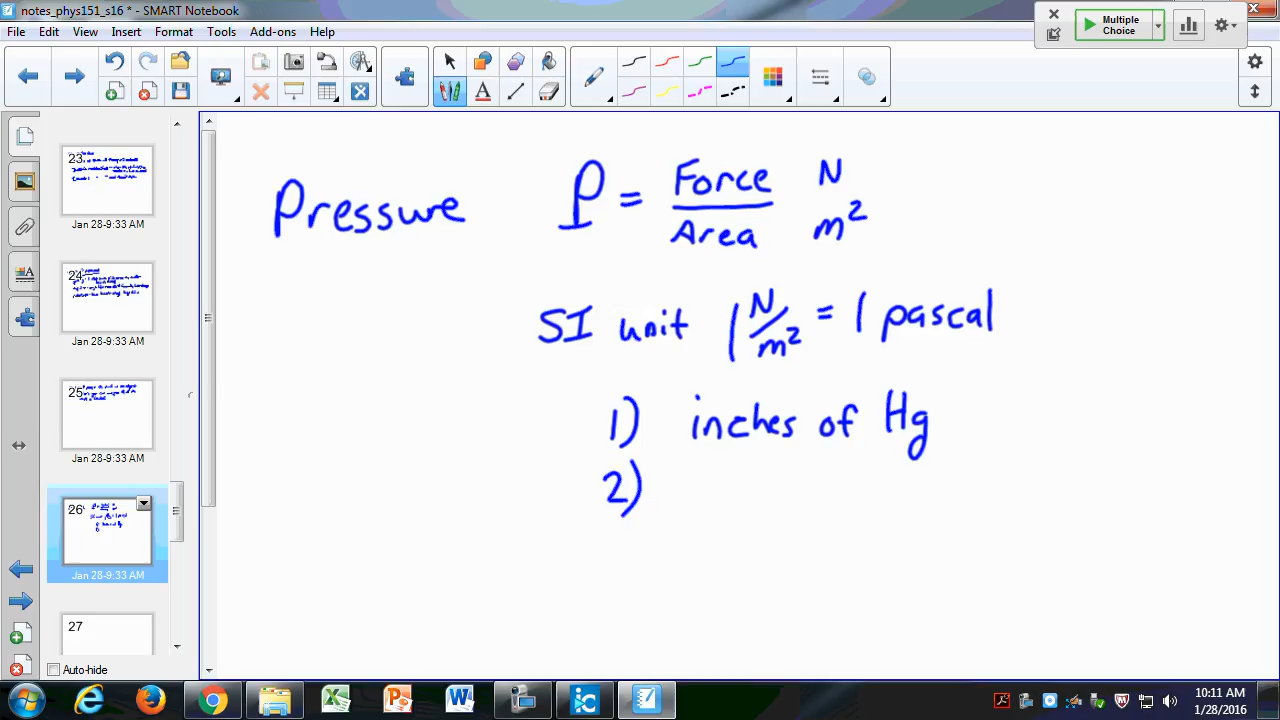 notes_phys151_s16 * - SMART Notebook
Multiple
Choice
File Edit View Insert Format Tools Add-ons Help
23
Jan 28-9:33 AM
24
Jan 28-9:33 AM
25
Jan 28-9:33 AM
26
Jan 28-9:33 AM
27
Auto-hide
Pressure P = Force / Area N m²
SI unit 1 N/m² = 1 pascal
1) inches of Hg
2)
10:11 AM
1/28/2016